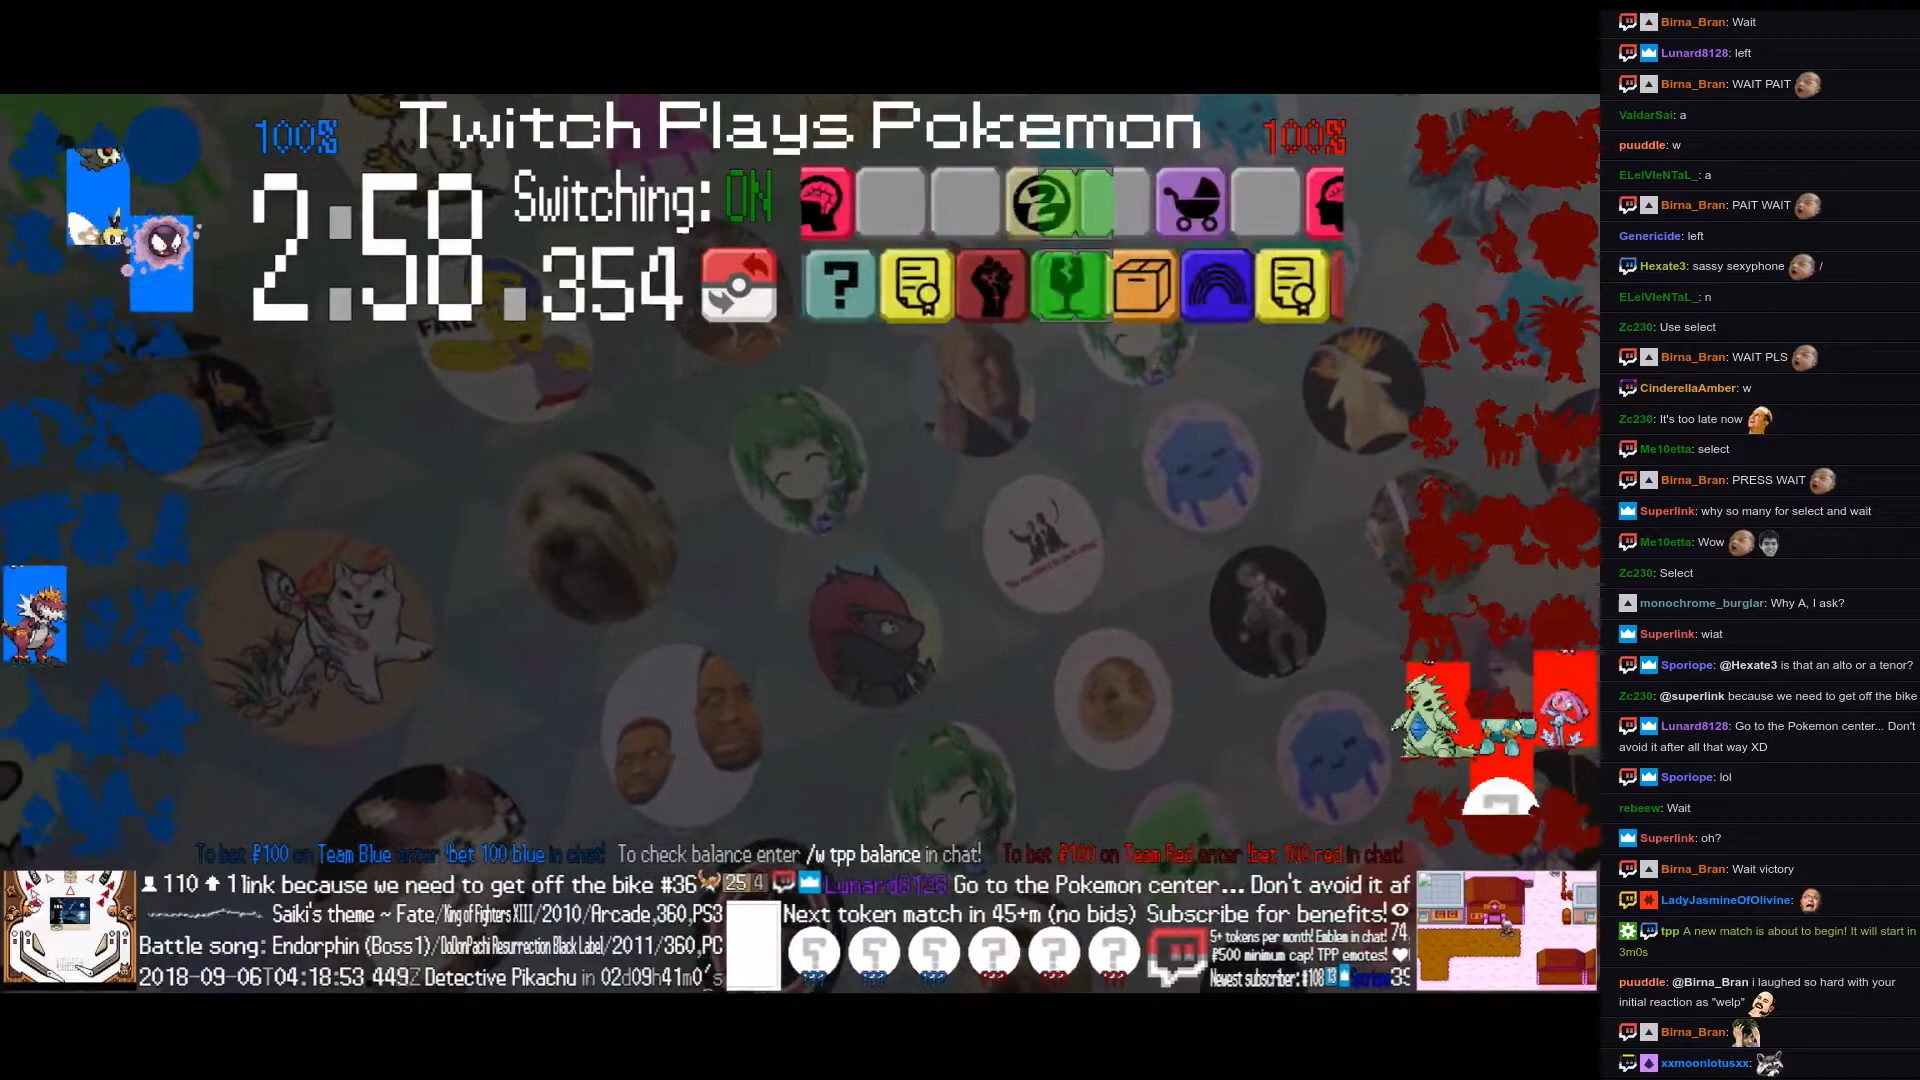 Twitch Plays Pokemon
100%
100%
Switching: ON
2:58.354
FAIL
To bet ₽100 on Team Blue enter !bet 100 blue in chat!
To check balance enter /w tpp balance in chat!
To bet ₽100 on Team Red enter !bet 100 red in chat!
110 1 link because we need to get off the bike #36 25 4 Lunard8128 Go to the Pokemon center... Don't avoid it af
Saiki's theme ~ Fate/King of Fighters XIII/2010/Arcade,360,PS3
Next token match in 45+m (no bids) Subscribe for benefits!
Battle song: Endorphin (Boss1)/DoDonPachi Resurrection Black Label/2011/360,PC
5+ tokens per month! Emblem in chat! 74
₽500 minimum cap! TPP emotes!
2018-09-06T04:18:53 449Z Detective Pikachu in 02d09h41m0's
??? ??? ??? ??? ??? ???
Newest subscriber: #108 13 Sporiope 39
Birna_Bran: Wait
Lunard8128: left
Birna_Bran: WAIT PAIT
ValdarSai: a
puuddle: w
ELeIVIeNTaL_: a
Birna_Bran: PAIT WAIT
Genericide: left
Hexate3: sassy sexyphone /
ELeIVIeNTaL_: n
Zc230: Use select
Birna_Bran: WAIT PLS
CinderellaAmber: w
Zc230: It's too late now
Me10etta: select
Birna_Bran: PRESS WAIT
Superlink: why so many for select and wait
Me10etta: Wow
Zc230: Select
monochrome_burglar: Why A, I ask?
Superlink: wiat
Sporiope: @Hexate3 is that an alto or a tenor?
Zc230: @superlink because we need to get off the bike
Lunard8128: Go to the Pokemon center... Don't
avoid it after all that way XD
Sporiope: lol
rebeew: Wait
Superlink: oh?
Birna_Bran: Wait victory
LadyJasmineOfOlivine:
tpp A new match is about to begin! It will start in
3m0s
puuddle: @Birna_Bran i laughed so hard with your
initial reaction as "welp"
Birna_Bran:
xxmoonlotusxx: